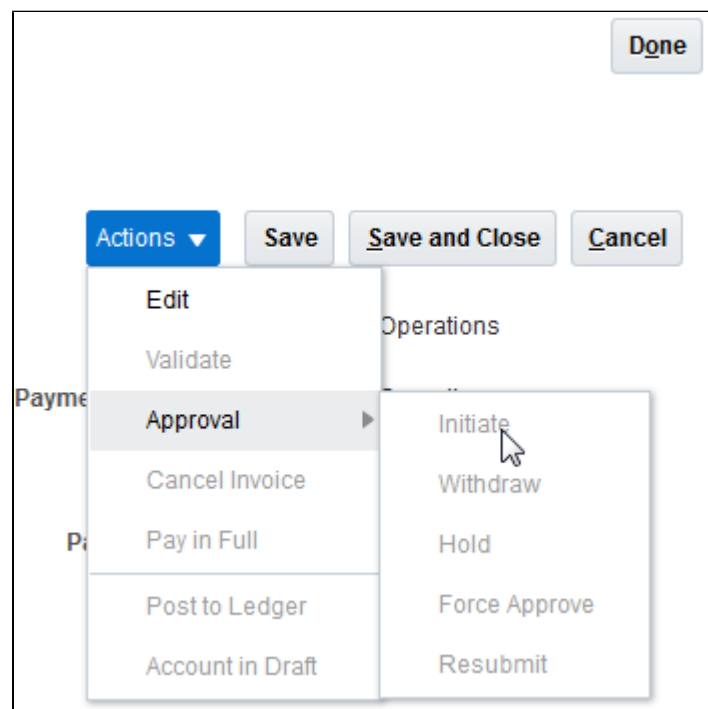 Done
Actions Save Save and Close Cancel
Edit
Operations
Validate
Payme
Approval
Initiate
Cancel Invoice
Withdraw
Pay in Full
Hold
Post to Ledger
Force Approve
Account in Draft
Resubmit